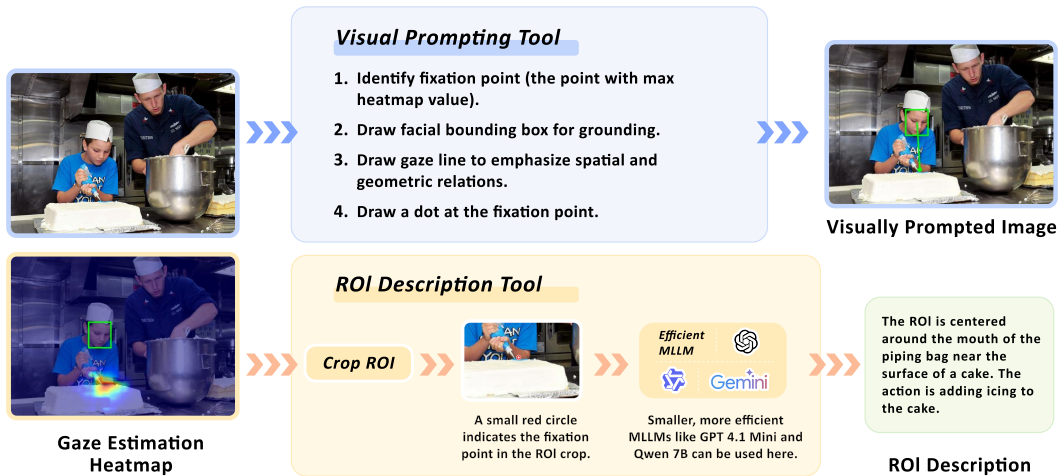 Visual Prompting Tool
1. Identify fixation point (the point with max
heatmap value).
2. Draw facial bounding box for grounding.
3. Draw gaze line to emphasize spatial and
geometric relations.
4. Draw a dot at the fixation point.
Visually Prompted Image
ROI Description Tool
Crop ROI
Efficient
MLLM
Gemini
A small red circle
indicates the fixation
point in the ROI crop.
Smaller, more efficient
MLLMs like GPT 4.1 Mini and
Qwen 7B can be used here.
The ROI is centered
around the mouth of the
piping bag near the
surface of a cake. The
action is adding icing to
the cake.
Gaze Estimation
Heatmap
ROI Description